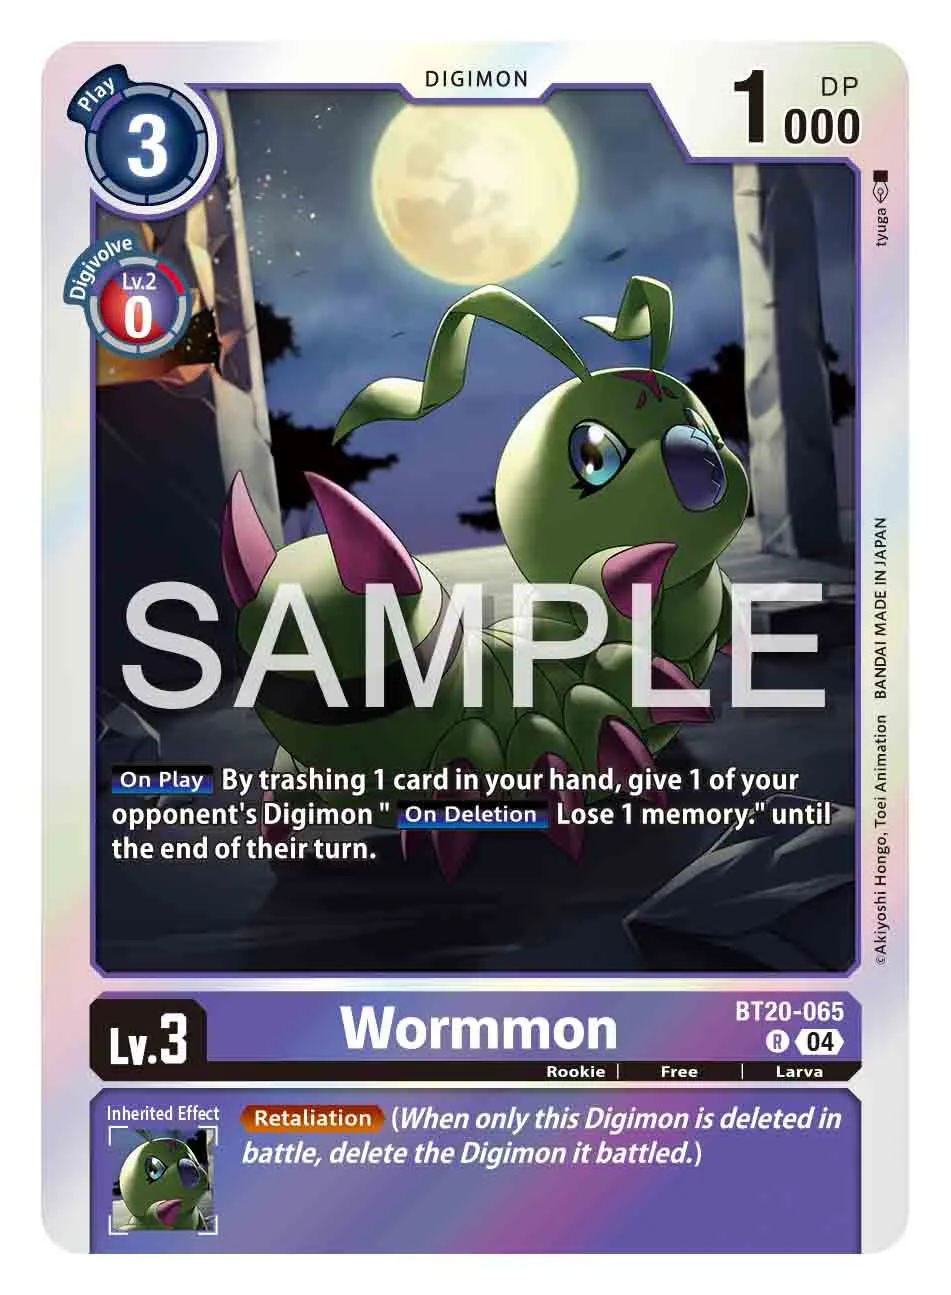 DIGIMON
Play
3
1000
DP
Digivolve
Lv.2
0
tyuga
SAMPLE
On Play By trashing 1 card in your hand, give 1 of your
opponent's Digimon " On Deletion Lose 1 memory." until
the end of their turn.
©Akiyoshi Hongo, Toei Animation BANDAI MADE IN JAPAN
Lv.3
Wormmon
BT20-065
R 04
Rookie | Free | Larva
Inherited Effect
Retaliation (When only this Digimon is deleted in
battle, delete the Digimon it battled.)